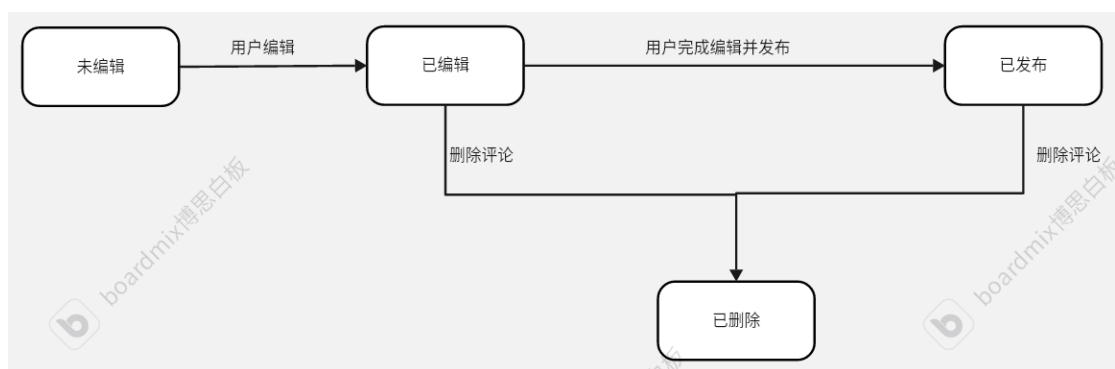 用户编辑
用户完成编辑并发布
未编辑
已编辑
已发布
删除评论
删除评论
boardmix博思白板
boardmix博思白板
已删除